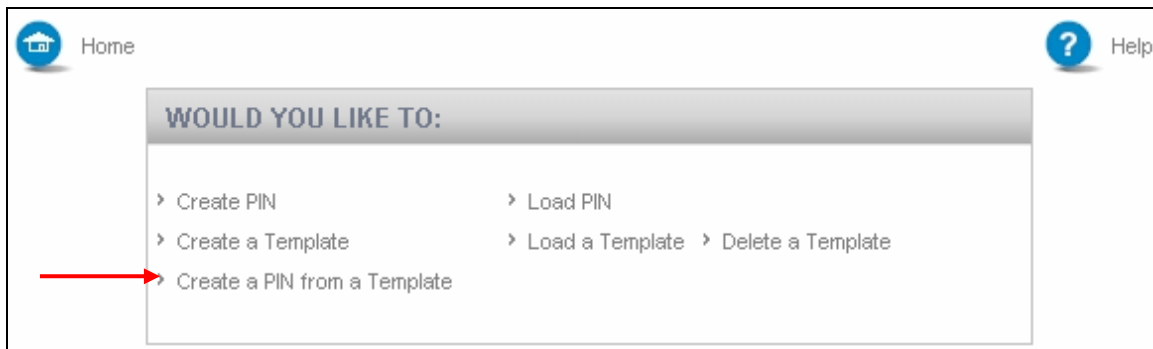 Home
Help
WOULD YOU LIKE TO:
Create PIN
Load PIN
Create a Template
Load a Template
Delete a Template
Create a PIN from a Template